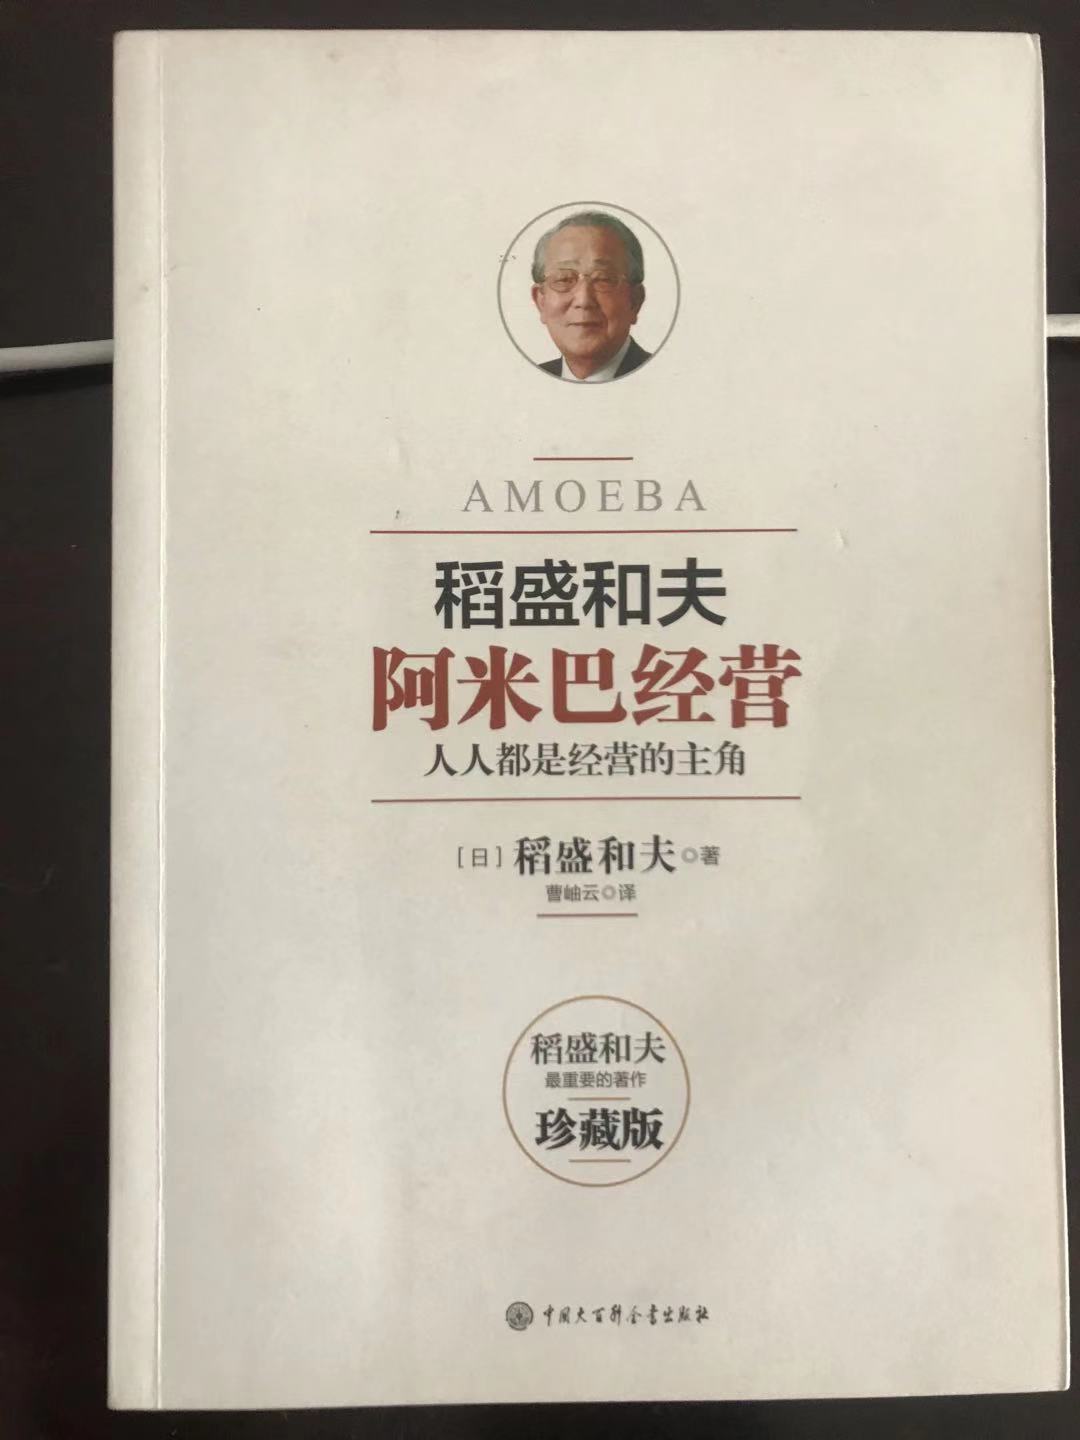 AMOEBA
稻盛和夫
阿米巴经营
人人都是经营的主角
［日］稻盛和夫◎著
曹岫云◎译
稻盛和夫
最重要的著作
珍藏版
中国大百科全书出版社